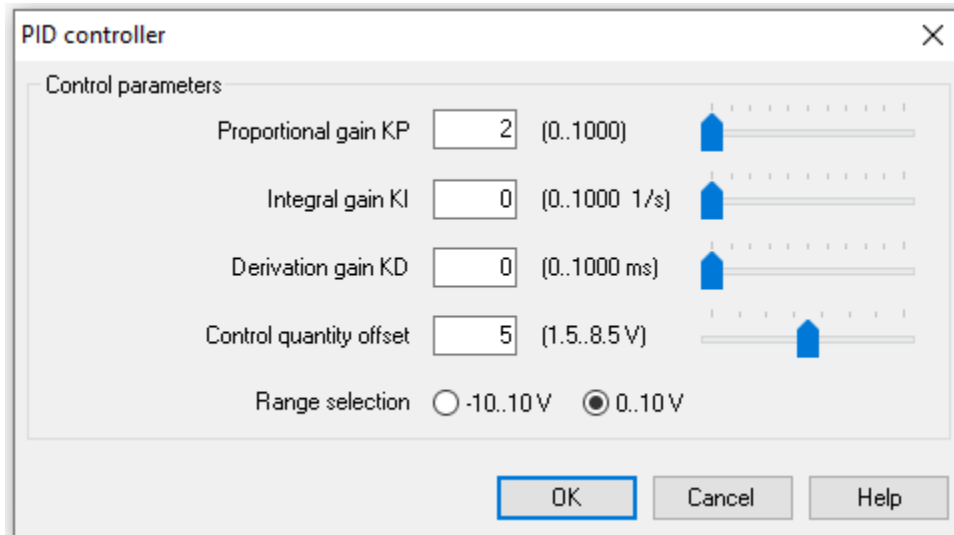 PID controller
Control parameters
Proportional gain KP 2 (0..1000)
Integral gain KI 0 (0..1000 1/s)
Derivation gain KD 0 (0..1000 ms)
Control quantity offset 5 (1.5..8.5 V)
Range selection -10..10 V 0..10 V
OK Cancel Help